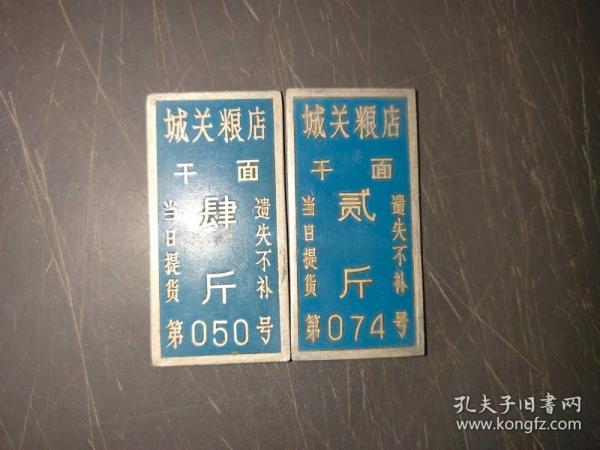 城关粮店
干面
肆斤
当日提货
遗失不补
第050号
城关粮店
干面
贰斤
当日提货
遗失不补
第074号
孔夫子旧书网
www.kongfz.com